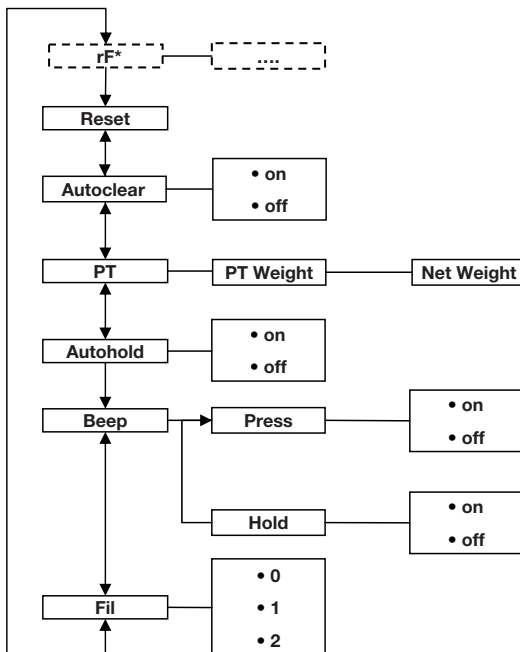 rF*
....
Reset
Autoclear
• on
• off
PT
PT Weight
Net Weight
Autohold
• on
• off
Beep
Press
• on
• off
Hold
• on
• off
Fil
• 0
• 1
• 2